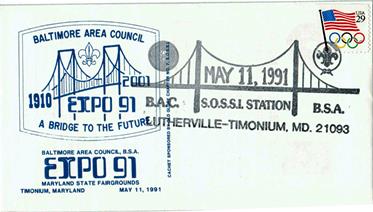 BALTIMORE AREA COUNCIL
1910
2001
EXPO 91
A BRIDGE TO THE FUTURE
BALTIMORE AREA COUNCIL, B.S.A.
EXPO 91
MARYLAND STATE FAIRGROUNDS
TIMONIUM, MARYLAND MAY 11, 1991
USA
29
MAY 11, 1991
B.A.C. S.O.S.S.I. STATION B.S.A.
LUTHERVILLE-TIMONIUM, MD. 21093